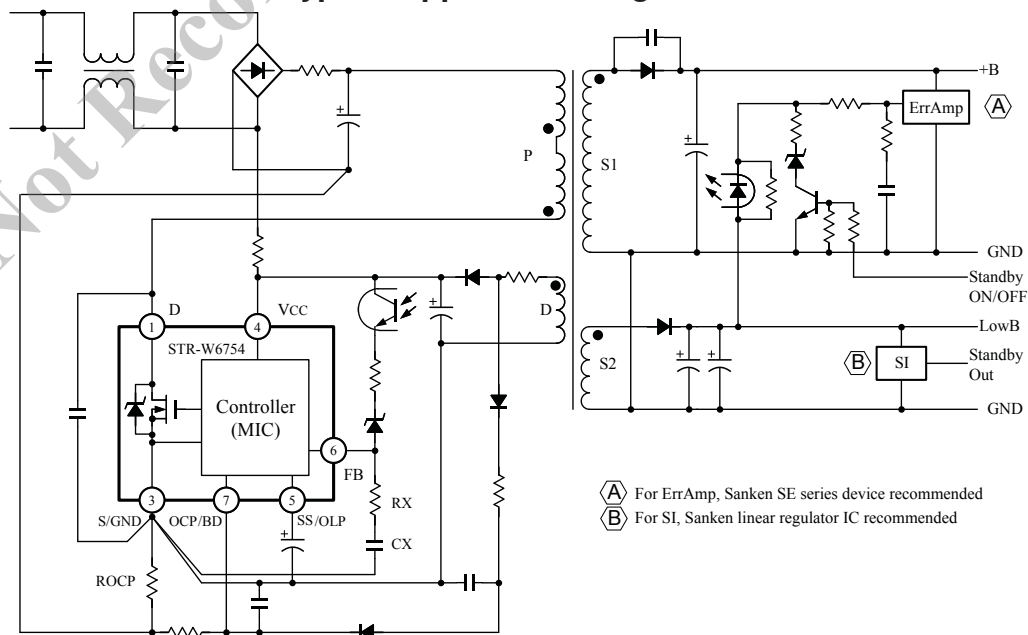 Not Reco
+B
ErrAmp
A
P
S1
GND
Standby
ON/OFF
D
VCC
D
LowB
1
4
STR-W6754
S2
B
SI
Standby
Out
Controller
(MIC)
GND
6
FB
3
7
5
S/GND
OCP/BD
SS/OLP
RX
CX
ROCP
A For ErrAmp, Sanken SE series device recommended
B For SI, Sanken linear regulator IC recommended